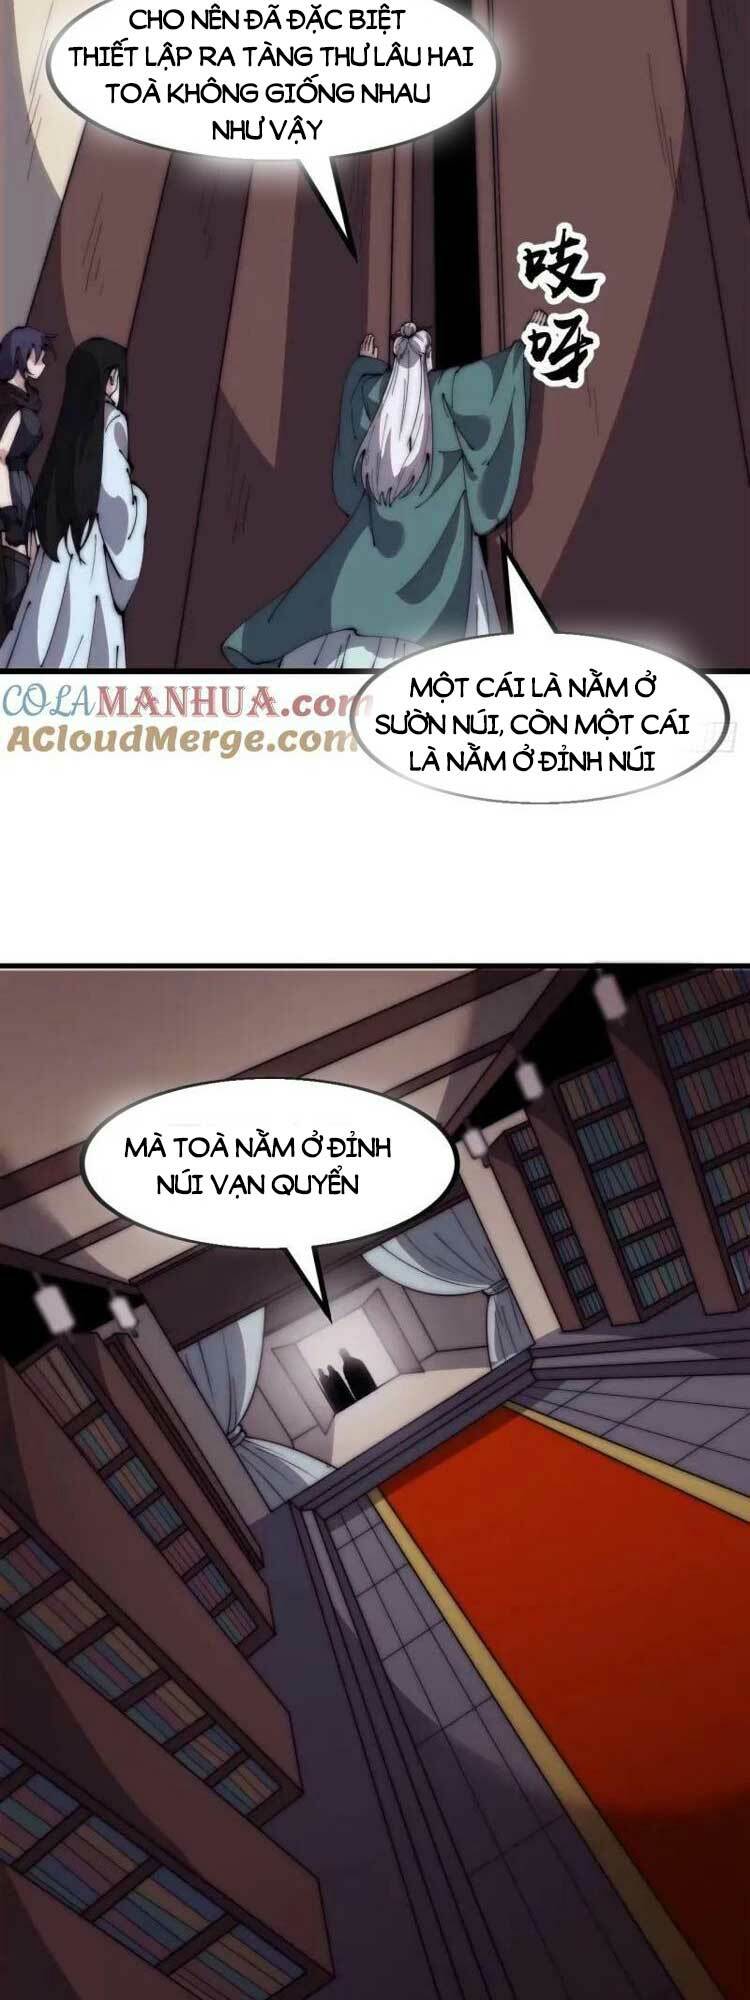 CHO NÊN ĐÃ ĐẶC BIỆT
THIẾT LẬP RA TÀNG THƯ LÂU HAI
TOÀ KHÔNG GIỐNG NHAU
NHƯ VẬY
吱
呀
COLAMANHUA.com
ACloudMerge.com
MỘT CÁI LÀ NẰM Ở
SƯỜN NÚI, CÒN MỘT CÁI
LÀ NẰM Ở ĐỈNH NÚI
MÀ TOÀ NẰM Ở ĐỈNH
NÚI VẠN QUYỂN